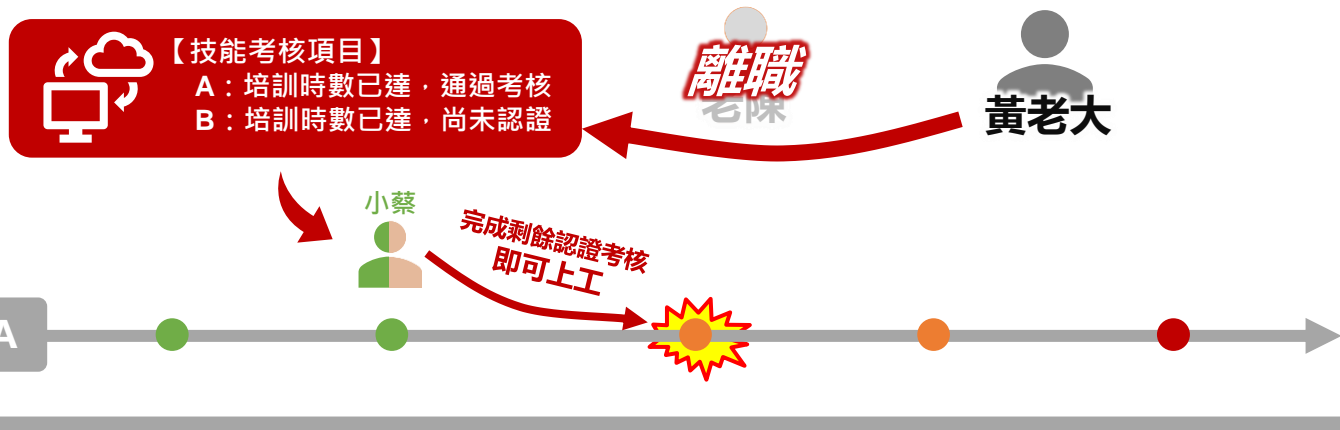 【技能考核項目】
A：培訓時數已達，通過考核
B：培訓時數已達，尚未認證
離職
老陳
黃老大
小蔡
完成剩餘認證考核
即可上工
A